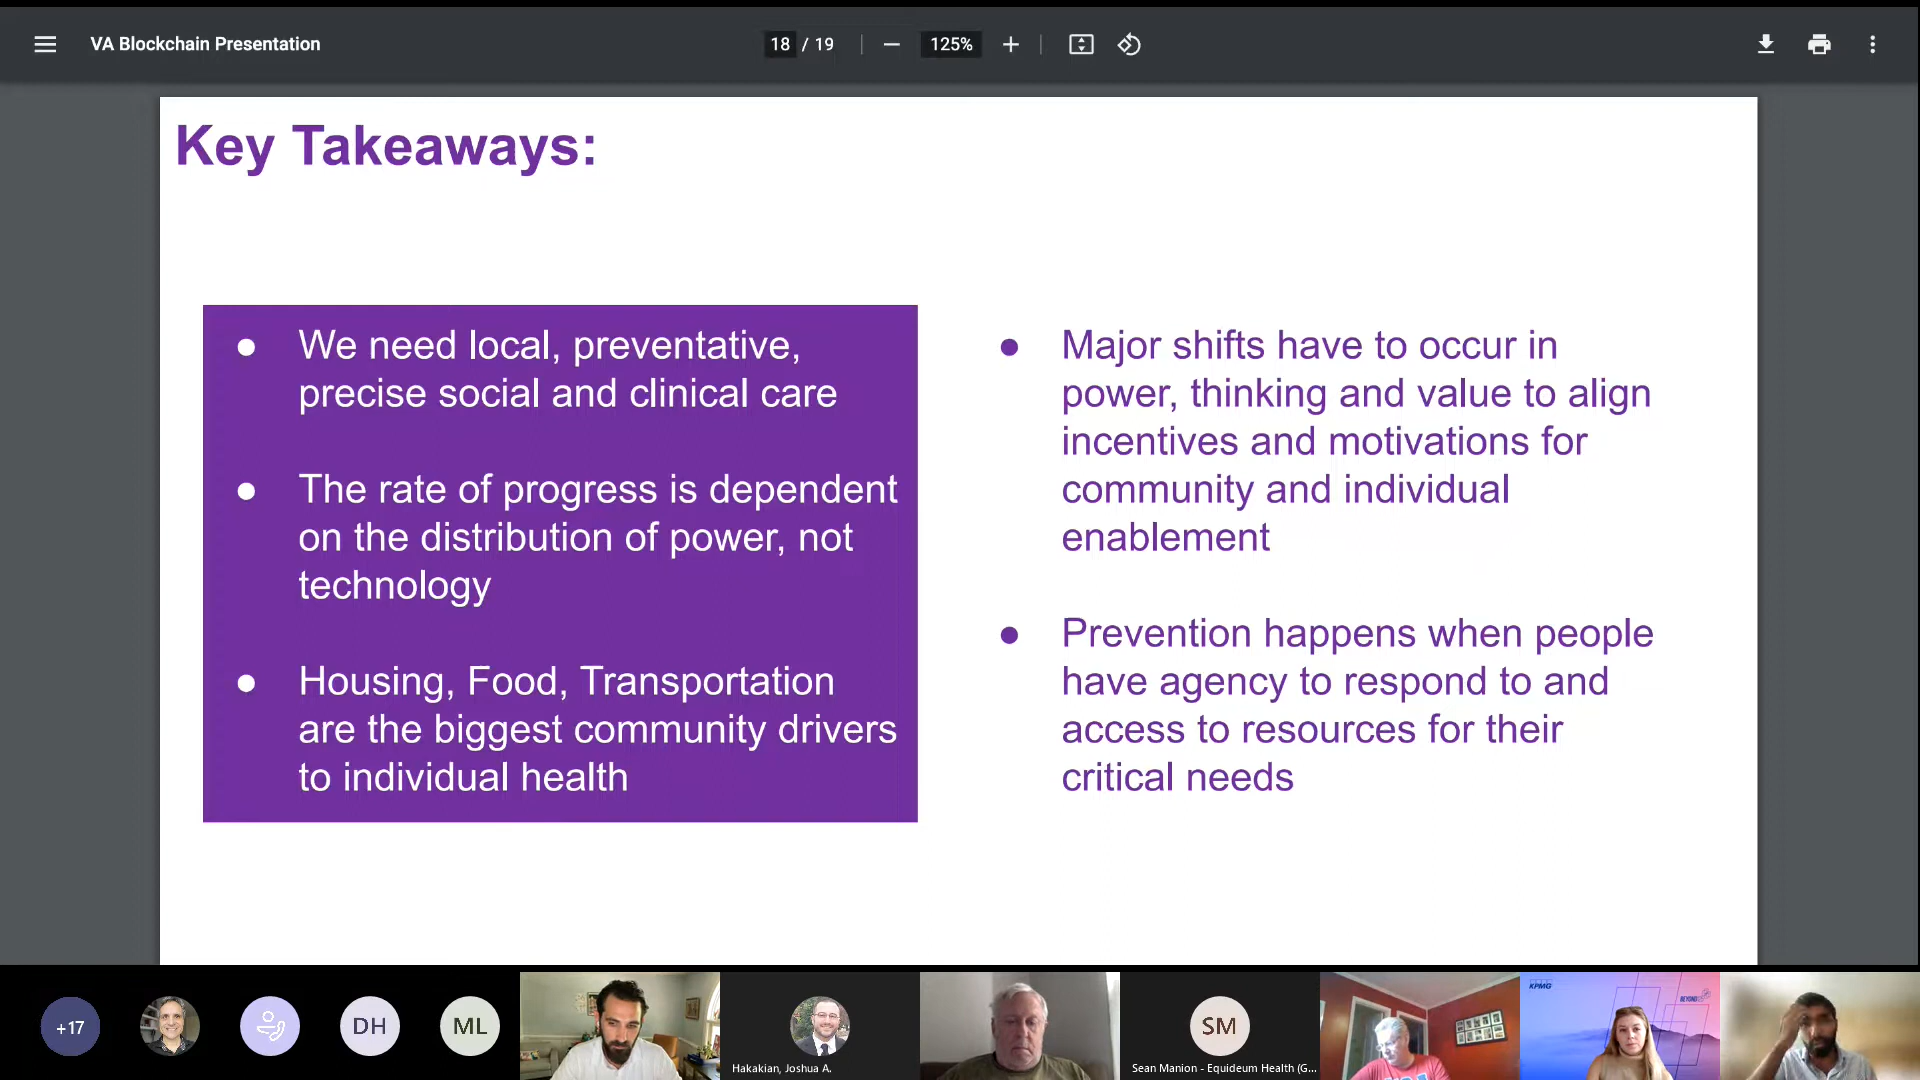 VA Blockchain Presentation
18 / 19
125%
Key Takeaways:
● We need local, preventative,
precise social and clinical care
● The rate of progress is dependent
on the distribution of power, not
technology
● Housing, Food, Transportation
are the biggest community drivers
to individual health
● Major shifts have to occur in
power, thinking and value to align
incentives and motivations for
community and individual
enablement
● Prevention happens when people
have agency to respond to and
access to resources for their
critical needs
+17
DH
ML
Hakakian, Joshua A.
SM
Sean Manion - Equideum Health (G...
KPMG